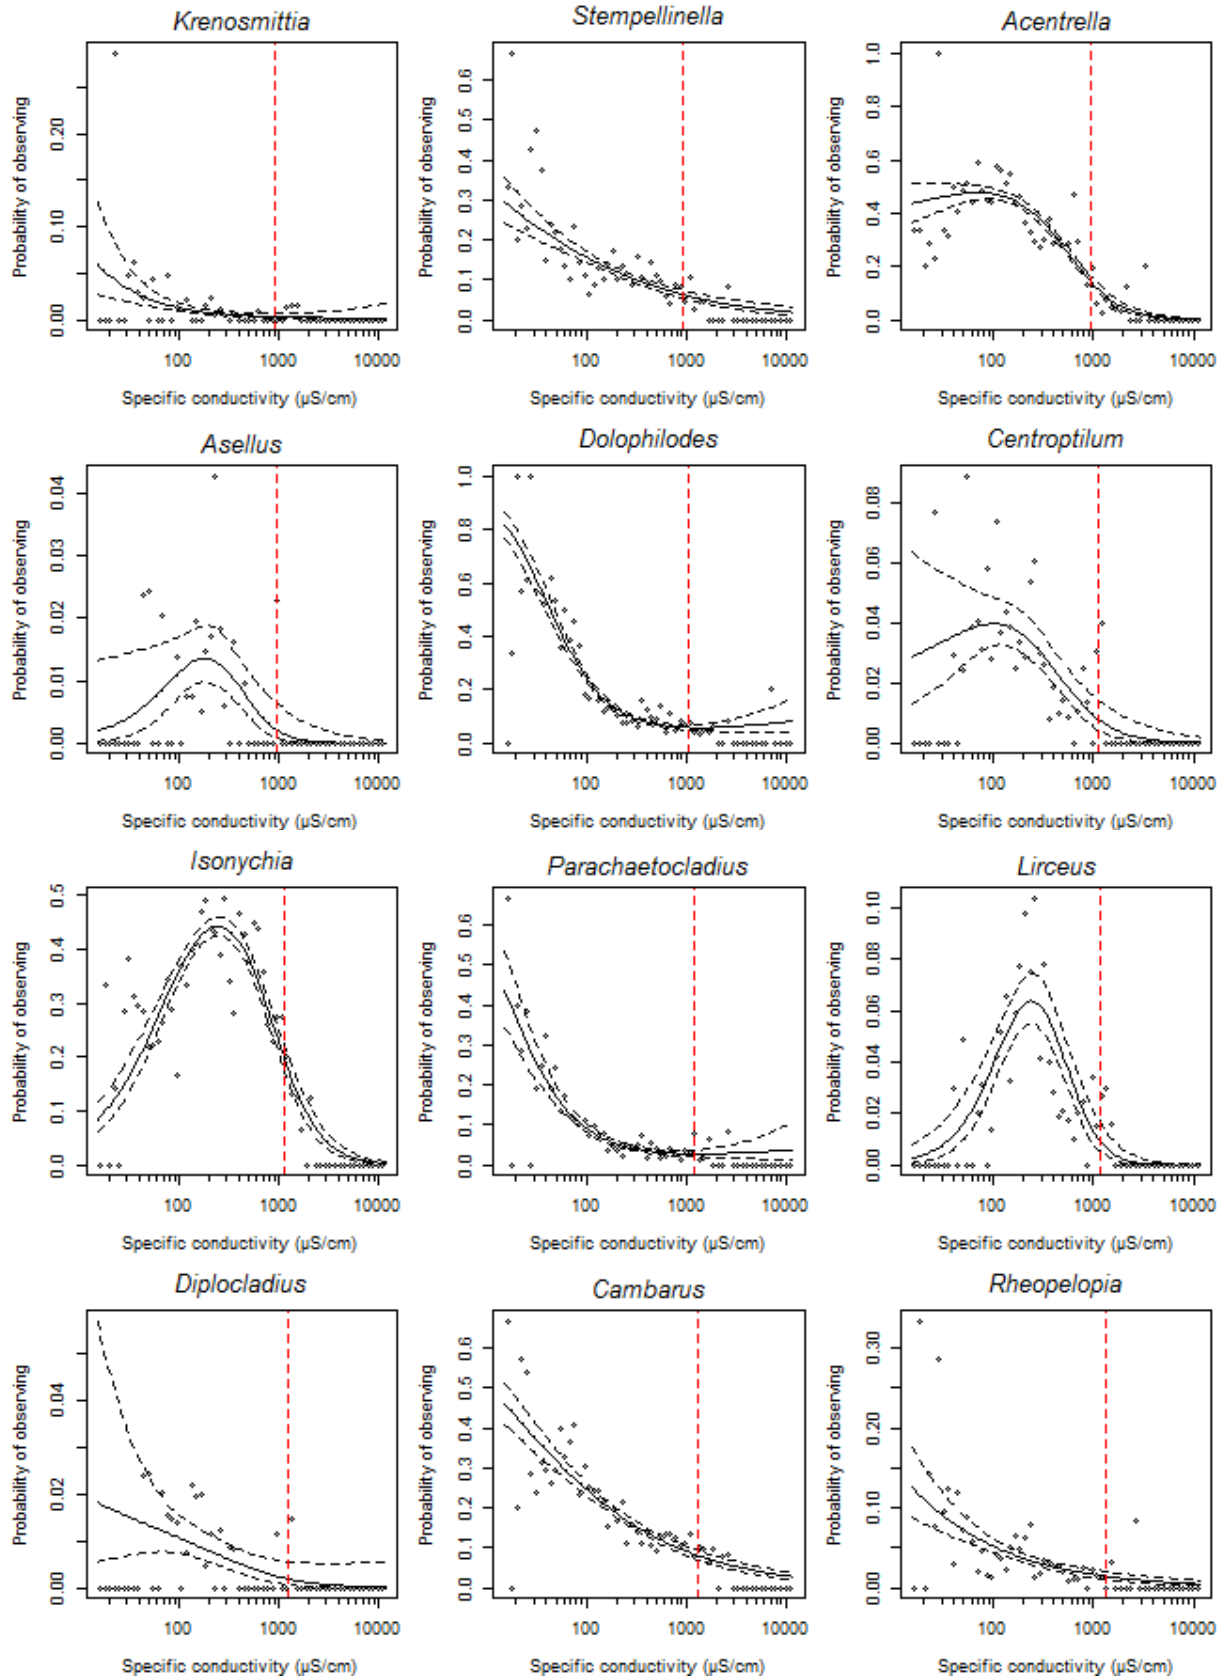 Krenosmittia
Stempellinella
Acentrella
Probability of observing
0.00 0.10 0.20
100 1000 10000
Specific conductivity (µS/cm)
Probability of observing
0.0 0.1 0.2 0.3 0.4 0.5 0.6
100 1000 10000
Specific conductivity (µS/cm)
Probability of observing
0.0 0.2 0.4 0.6 0.8 1.0
100 1000 10000
Specific conductivity (µS/cm)
Asellus
Dolophilodes
Centroptilum
Probability of observing
0.00 0.01 0.02 0.03 0.04
100 1000 10000
Specific conductivity (µS/cm)
Probability of observing
0.0 0.2 0.4 0.6 0.8 1.0
100 1000 10000
Specific conductivity (µS/cm)
Probability of observing
0.00 0.02 0.04 0.06 0.08
100 1000 10000
Specific conductivity (µS/cm)
Isonychia
Parachaetocladius
Lirceus
Probability of observing
0.0 0.1 0.2 0.3 0.4 0.5
100 1000 10000
Specific conductivity (µS/cm)
Probability of observing
0.0 0.1 0.2 0.3 0.4 0.5 0.6
100 1000 10000
Specific conductivity (µS/cm)
Probability of observing
0.00 0.02 0.04 0.06 0.08 0.10
100 1000 10000
Specific conductivity (µS/cm)
Diplocladius
Cambarus
Rheopelopia
Probability of observing
0.00 0.02 0.04
100 1000 10000
Specific conductivity (µS/cm)
Probability of observing
0.0 0.1 0.2 0.3 0.4 0.5 0.6
100 1000 10000
Specific conductivity (µS/cm)
Probability of observing
0.00 0.10 0.20 0.30
100 1000 10000
Specific conductivity (µS/cm)